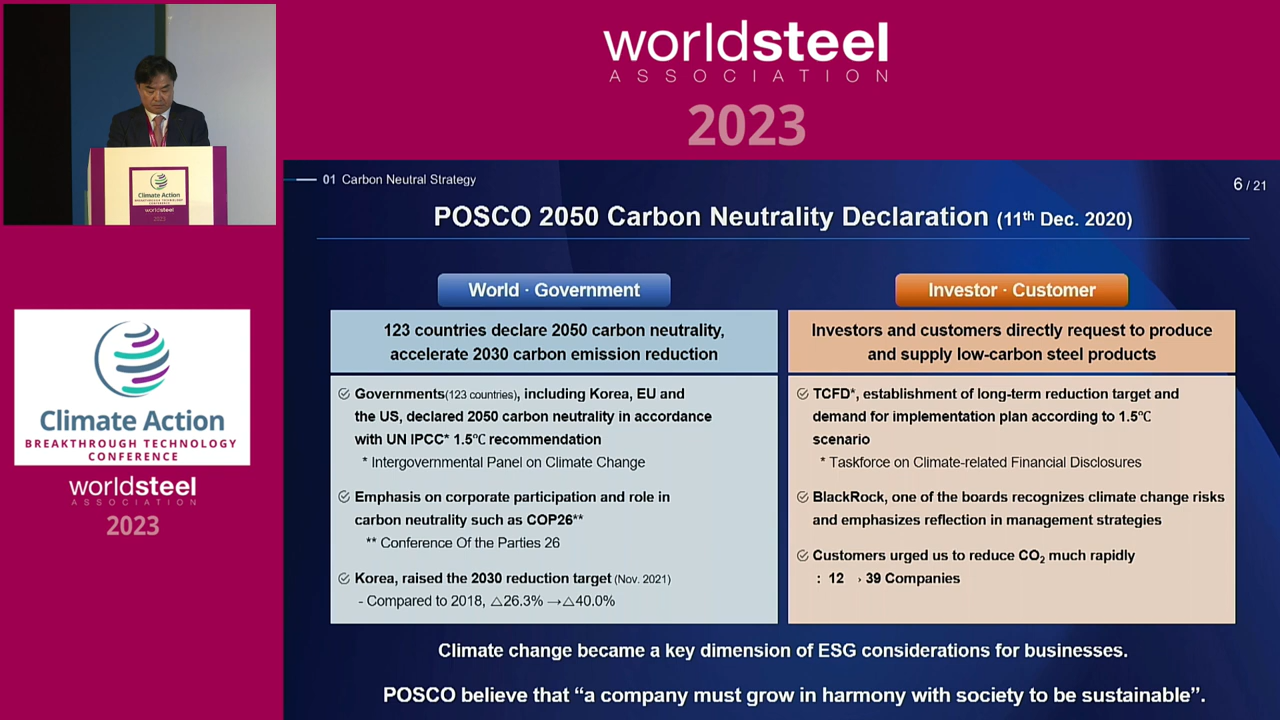 worldsteel
ASSOCIATION
2023
Climate Action
BREAKTHROUGH TECHNOLOGY
CONFERENCE
worldsteel
2023
Climate Action
BREAKTHROUGH TECHNOLOGY
CONFERENCE
worldsteel
ASSOCIATION
2023
01 Carbon Neutral Strategy
6 / 21
POSCO 2050 Carbon Neutrality Declaration (11th Dec. 2020)
World · Government
123 countries declare 2050 carbon neutrality,
accelerate 2030 carbon emission reduction
Governments(123 countries), including Korea, EU and
the US, declared 2050 carbon neutrality in accordance
with UN IPCC* 1.5℃ recommendation
* Intergovernmental Panel on Climate Change
Emphasis on corporate participation and role in
carbon neutrality such as COP26**
** Conference Of the Parties 26
Korea, raised the 2030 reduction target (Nov. 2021)
- Compared to 2018, △26.3% →△40.0%
Investor · Customer
Investors and customers directly request to produce
and supply low-carbon steel products
TCFD*, establishment of long-term reduction target and
demand for implementation plan according to 1.5℃
scenario
* Taskforce on Climate-related Financial Disclosures
BlackRock, one of the boards recognizes climate change risks
and emphasizes reflection in management strategies
Customers urged us to reduce CO₂ much rapidly
: 12 → 39 Companies
Climate change became a key dimension of ESG considerations for businesses.
POSCO believe that “a company must grow in harmony with society to be sustainable”.